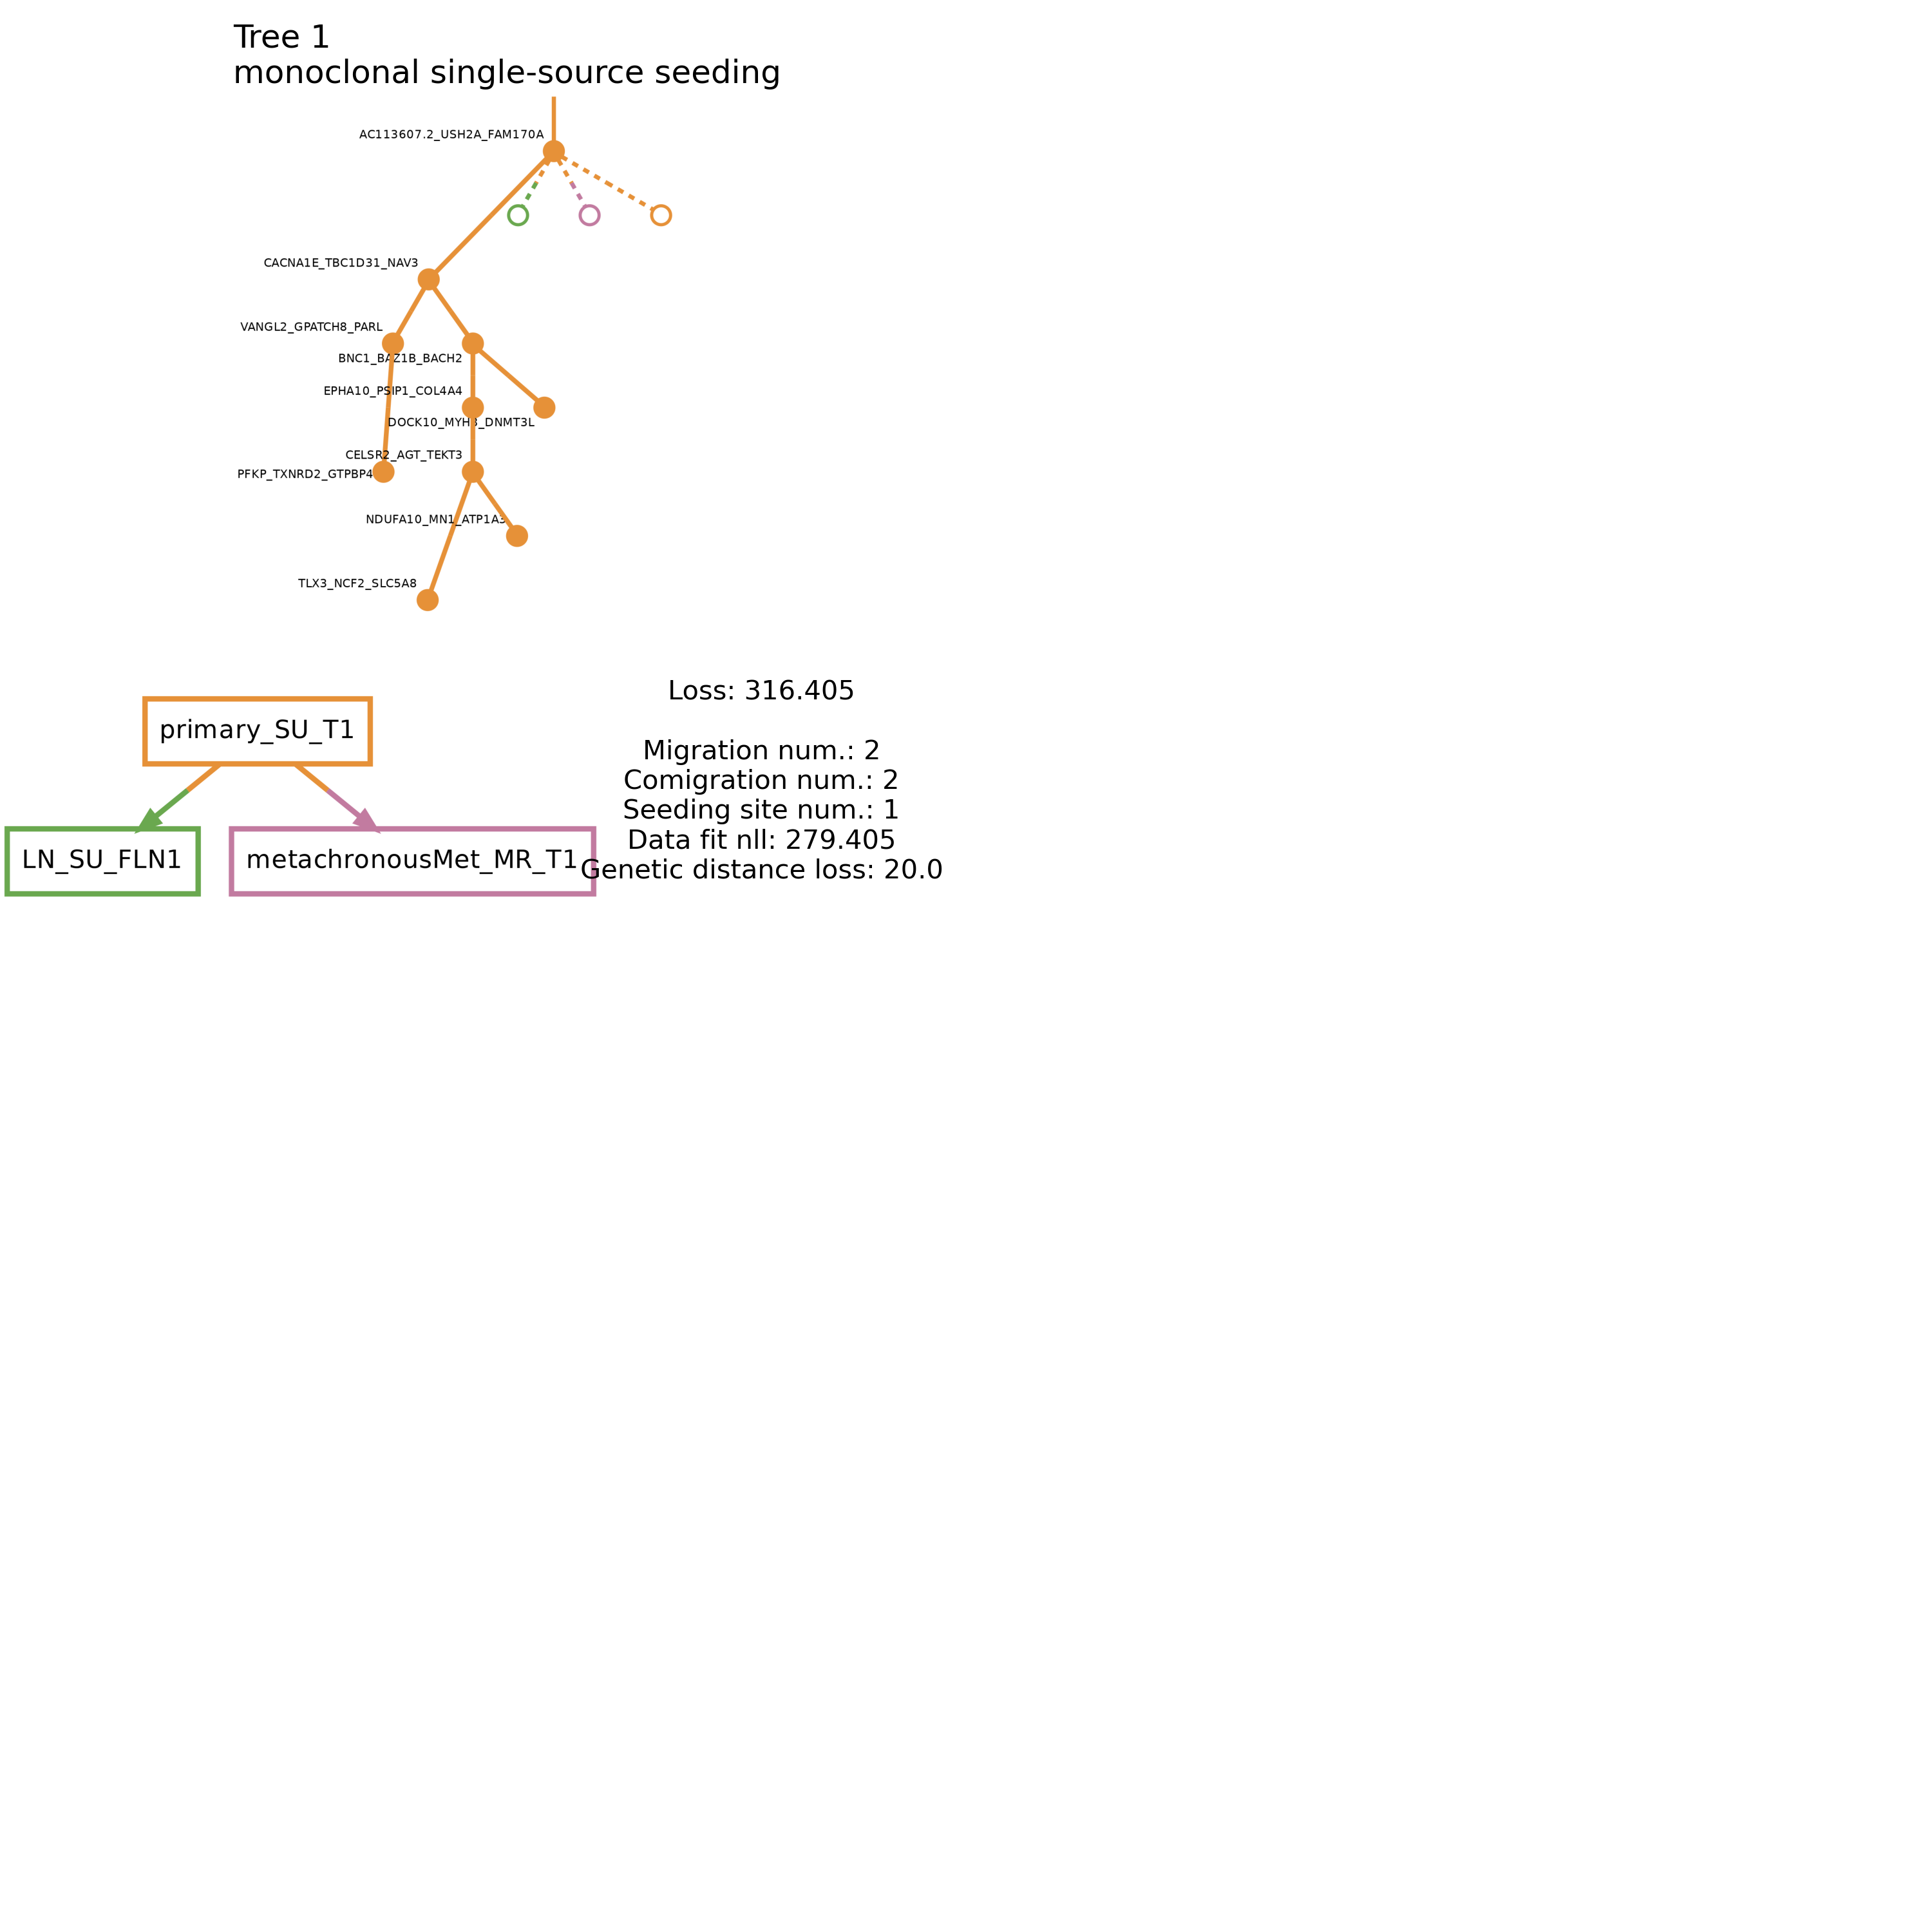 Tree 1
monoclonal single-source seeding
AC113607.2_USH2A_FAM170A
CACNA1E_TBC1D31_NAV3
VANGL2_GPATCH8_PARL
BNC1_BAZ1B_BACH2
EPHA10_PSIP1_COL4A4
DOCK10_MYH3_DNMT3L
CELSR2_AGT_TEKT3
PFKP_TXNRD2_GTPBP4
NDUFA10_MN1_ATP1A3
TLX3_NCF2_SLC5A8
primary_SU_T1
LN_SU_FLN1
metachronousMet_MR_T1
Loss: 316.405
Migration num.: 2
Comigration num.: 2
Seeding site num.: 1
Data fit nll: 279.405
Genetic distance loss: 20.0